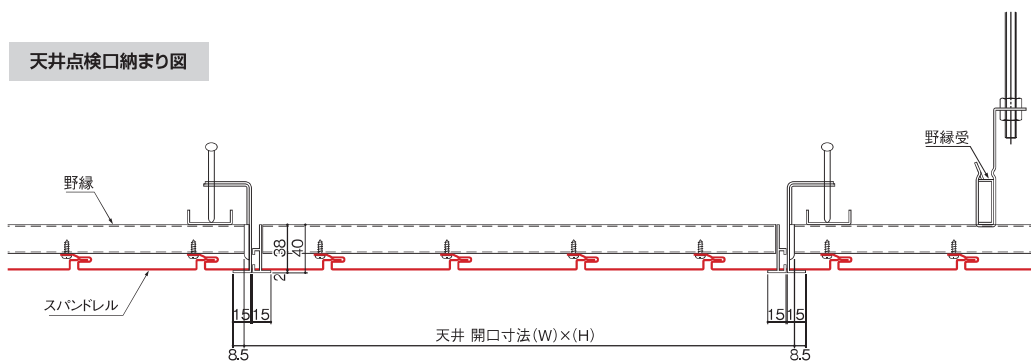 天井点検口納まり図
野縁受
野縁
38
40
2
スパンドレル
15 15
15 15
天井 開口寸法(W)×(H)
8.5
8.5